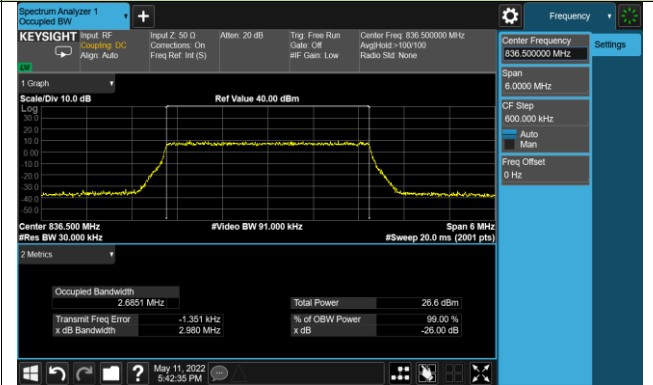 Spectrum Analyzer 1
Occupied BW
Frequency
KEYSIGHT
Input: RF
Coupling: DC
Align: Auto
Input Z: 50 Ω
Corrections: On
Freq Ref: Int (S)
Atten: 20 dB
Trig: Free Run
Gate: Off
#IF Gain: Low
Center Freq: 836.500000 MHz
Avg|Hold:>100/100
Radio Std: None
Center Frequency
836.500000 MHz
Settings
Span
6.0000 MHz
CF Step
600.000 kHz
Auto
Man
Freq Offset
0 Hz
1 Graph
Scale/Div 10.0 dB
Ref Value 40.00 dBm
Log
30.0
20.0
10.0
0.00
-10.0
-20.0
-30.0
-40.0
-50.0
Center 836.500 MHz
#Video BW 91.000 kHz
Span 6 MHz
#Res BW 30.000 kHz
#Sweep 20.0 ms (2001 pts)
2 Metrics
Occupied Bandwidth
2.6851 MHz
Total Power
26.6 dBm
Transmit Freq Error
-1.351 kHz
% of OBW Power
99.00 %
x dB Bandwidth
2.980 MHz
x dB
-26.00 dB
May 11, 2022
5:42:35 PM